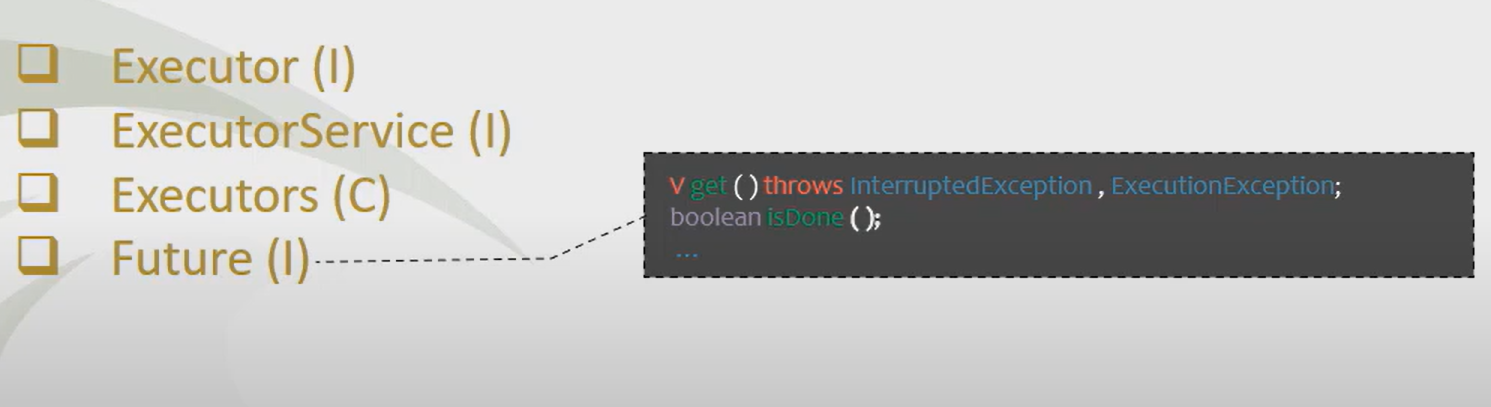 Executor (I)
ExecutorService (I)
Executors (C)
Future (I)
V get ( ) throws InterruptedException , ExecutionException;
boolean isDone ( );
...